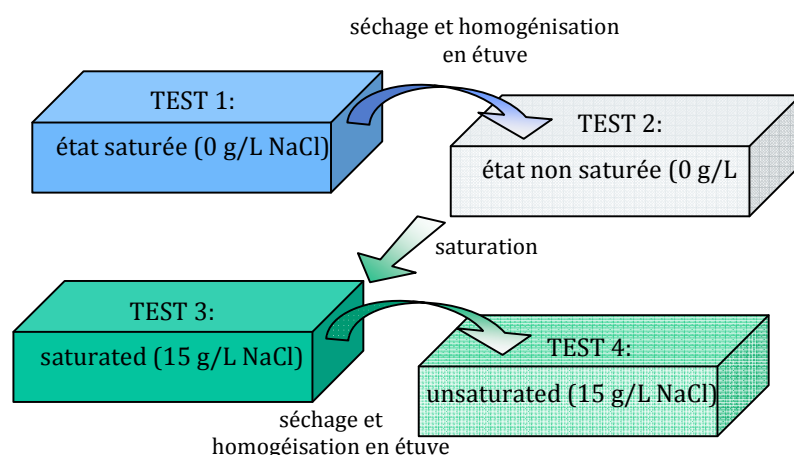 séchage et homogénisation
en étuve
TEST 1:
état saturée (0 g/L NaCl)
TEST 2:
état non saturée (0 g/L
saturation
TEST 3:
saturated (15 g/L NaCl)
TEST 4:
unsaturated (15 g/L NaCl)
séchage et
homogéisation en étuve